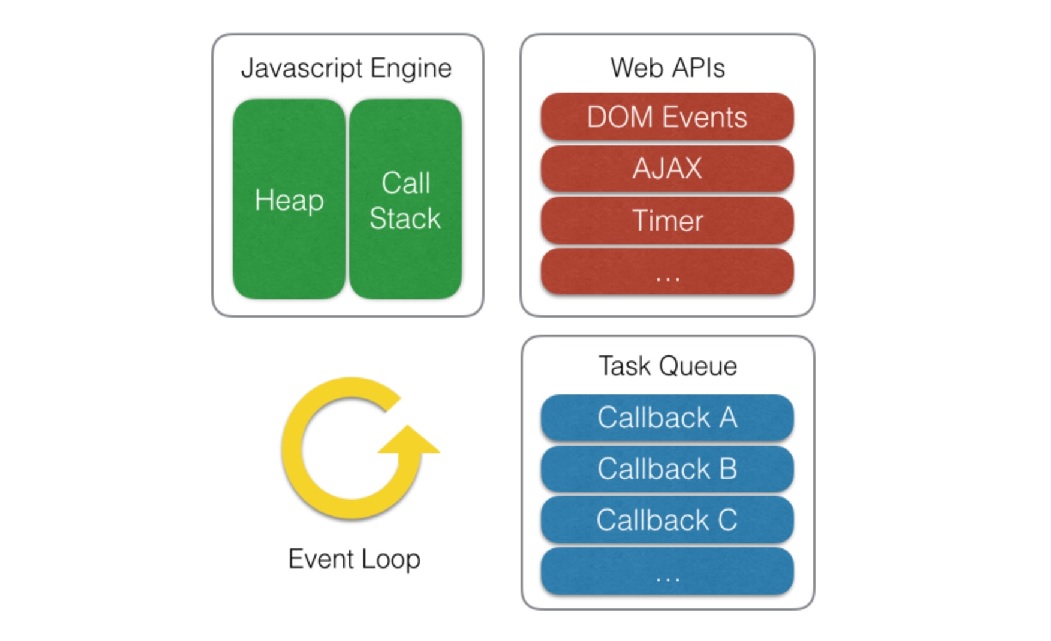 Javascript Engine
Heap
Call
Stack
Web APIs
DOM Events
AJAX
Timer
...
Event Loop
Task Queue
Callback A
Callback B
Callback C
...